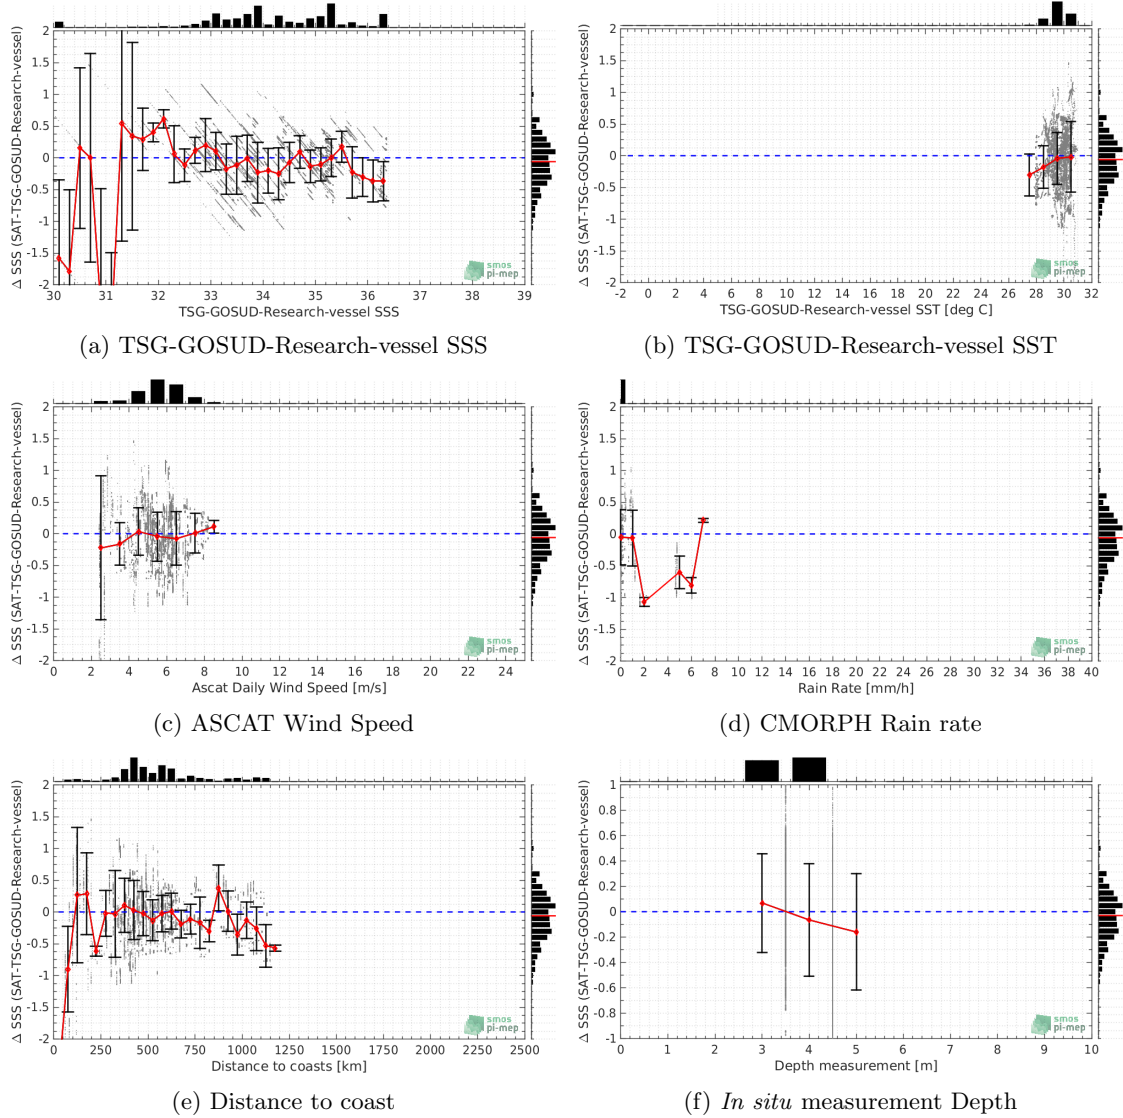 2
1.5
1
0.5
0
-0.5
-1
-1.5
-2
Δ SSS (SAT-TSG-GOSUD-Research-vessel)
smos
pi-mep
30 31 32 33 34 35 36 37 38 39
TSG-GOSUD-Research-vessel SSS
(a) TSG-GOSUD-Research-vessel SSS
2
1.5
1
0.5
0
-0.5
-1
-1.5
-2
Δ SSS (SAT-TSG-GOSUD-Research-vessel)
smos
pi-mep
-2 0 2 4 6 8 10 12 14 16 18 20 22 24 26 28 30 32
TSG-GOSUD-Research-vessel SST [deg C]
(b) TSG-GOSUD-Research-vessel SST
2
1.5
1
0.5
0
-0.5
-1
-1.5
-2
Δ SSS (SAT-TSG-GOSUD-Research-vessel)
smos
pi-mep
0 2 4 6 8 10 12 14 16 18 20 22 24
Ascat Daily Wind Speed [m/s]
(c) ASCAT Wind Speed
2
1.5
1
0.5
0
-0.5
-1
-1.5
-2
Δ SSS (SAT-TSG-GOSUD-Research-vessel)
smos
pi-mep
0 2 4 6 8 10 12 14 16 18 20 22 24 26 28 30 32 34 36 38 40
Rain Rate [mm/h]
(d) CMORPH Rain rate
2
1.5
1
0.5
0
-0.5
-1
-1.5
-2
Δ SSS (SAT-TSG-GOSUD-Research-vessel)
smos
pi-mep
0 250 500 750 1000 1250 1500 1750 2000 2250 2500
Distance to coasts [km]
(e) Distance to coast
1
0.8
0.6
0.4
0.2
0
-0.2
-0.4
-0.6
-0.8
-1
Δ SSS (SAT-TSG-GOSUD-Research-vessel)
smos
pi-mep
0 1 2 3 4 5 6 7 8 9 10
Depth measurement [m]
(f) In situ measurement Depth